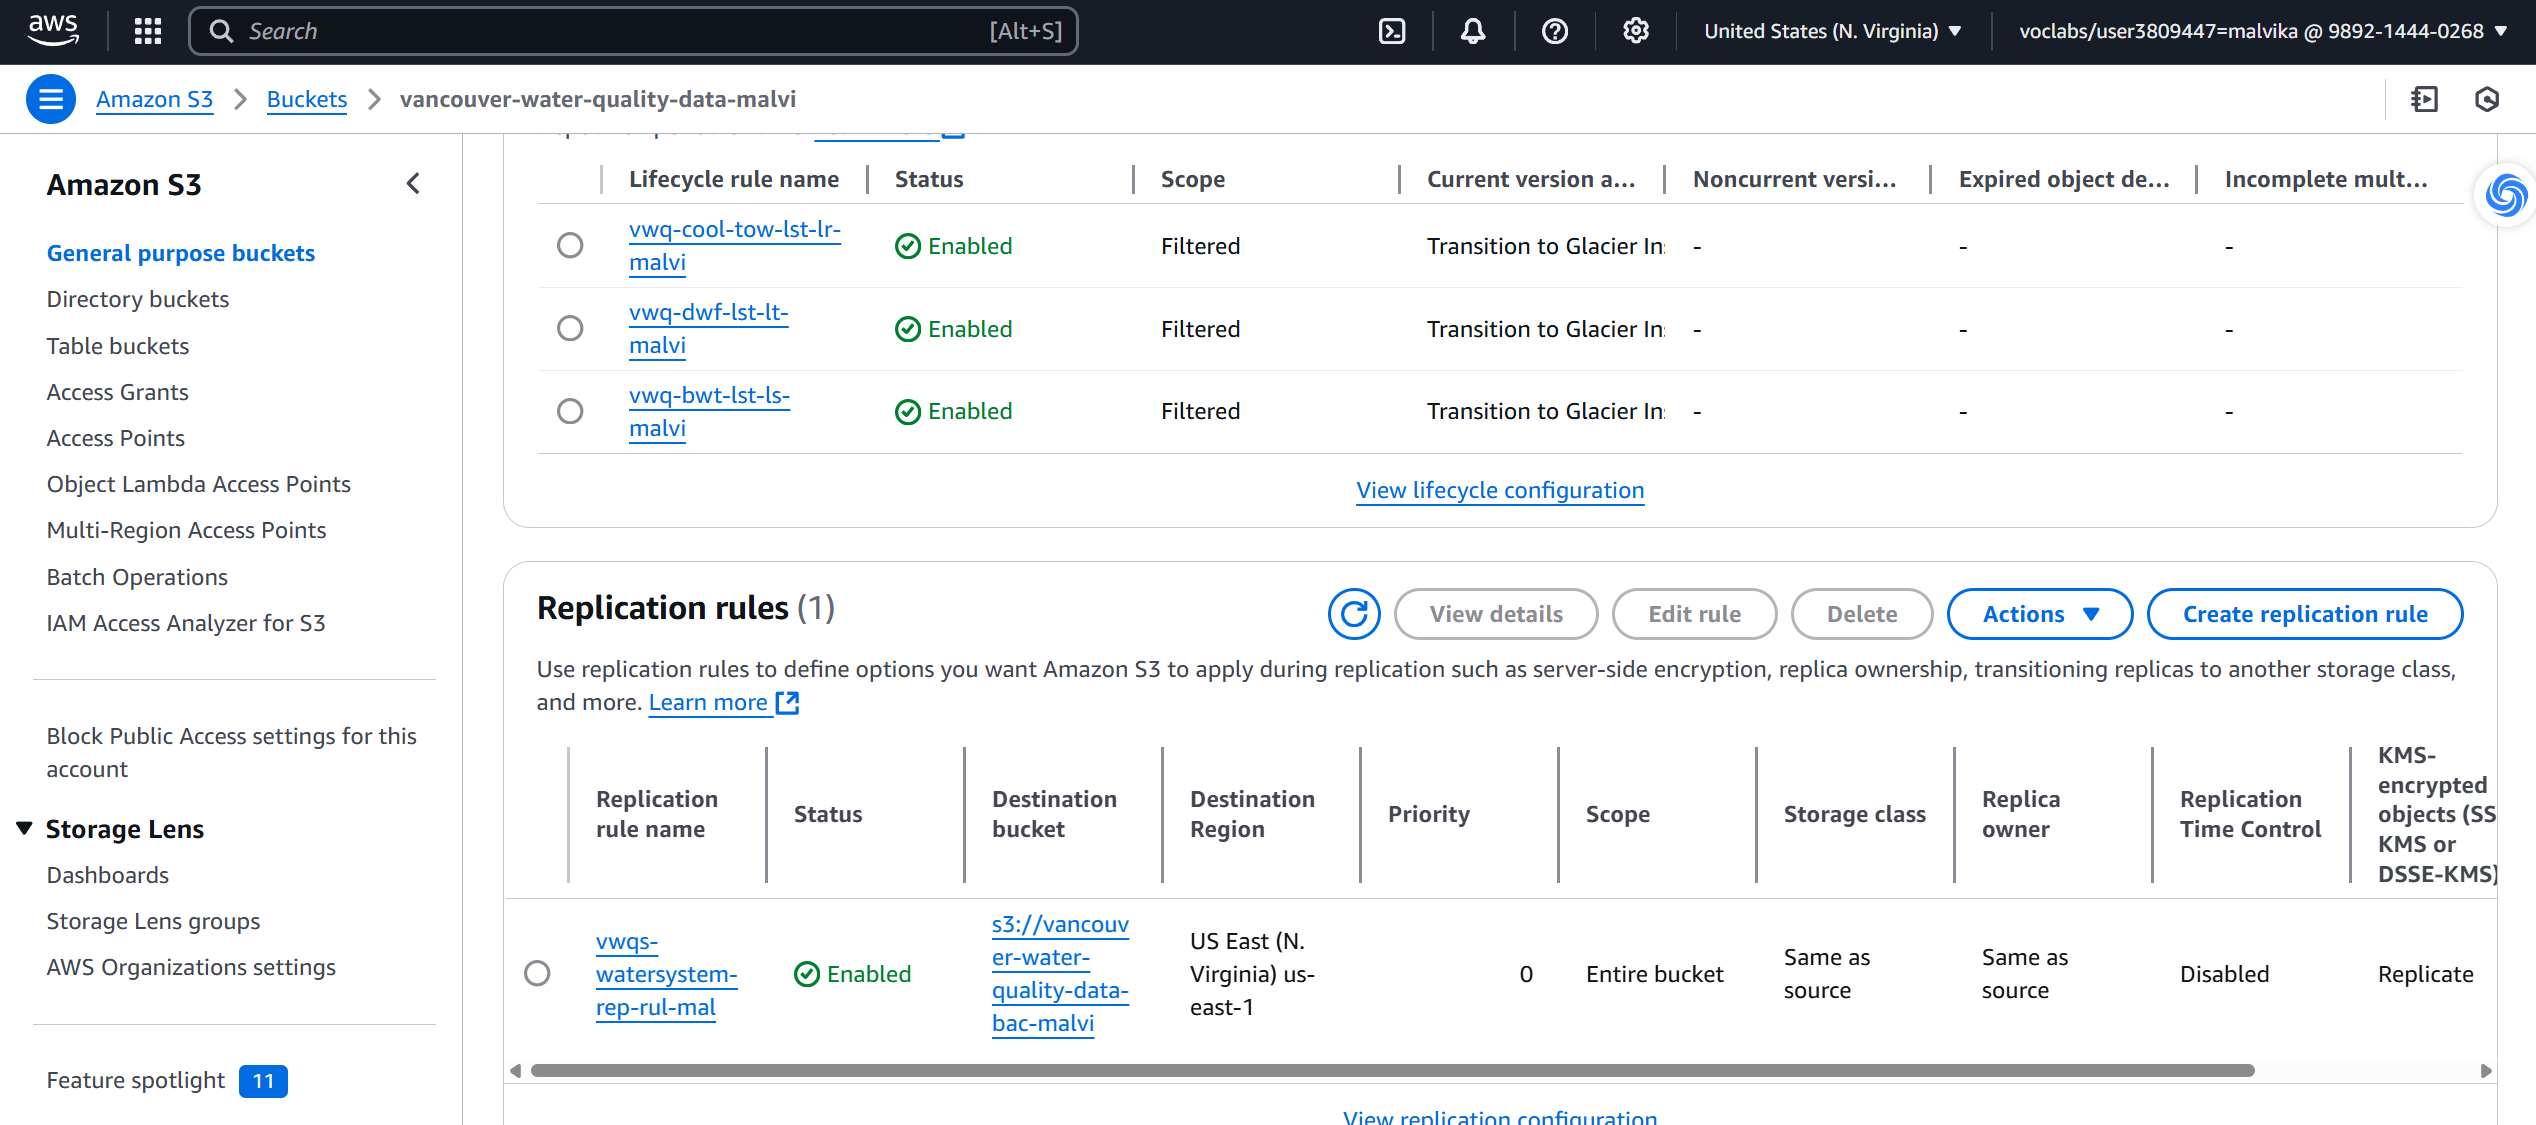 aws
Search
[Alt+S]
United States (N. Virginia)
voclabs/user3809447=malvika @ 9892-1444-0268
Amazon S3
Buckets
vancouver-water-quality-data-malvi
Amazon S3
General purpose buckets
Directory buckets
Table buckets
Access Grants
Access Points
Object Lambda Access Points
Multi-Region Access Points
Batch Operations
IAM Access Analyzer for S3
Block Public Access settings for this
account
Storage Lens
Dashboards
Storage Lens groups
AWS Organizations settings
Feature spotlight 11
Lifecycle rule name
Status
Scope
Current version a...
Noncurrent versi...
Expired object de...
Incomplete mult...
vwq-cool-tow-lst-lr-
malvi
Enabled
Filtered
Transition to Glacier In
-
-
-
vwq-dwf-lst-lt-
malvi
Enabled
Filtered
Transition to Glacier In
-
-
-
vwq-bwt-lst-ls-
malvi
Enabled
Filtered
Transition to Glacier In
-
-
-
View lifecycle configuration
Replication rules (1)
View details
Edit rule
Delete
Actions
Create replication rule
Use replication rules to define options you want Amazon S3 to apply during replication such as server-side encryption, replica ownership, transitioning replicas to another storage class,
and more. Learn more
Replication
rule name
Status
Destination
bucket
Destination
Region
Priority
Scope
Storage class
Replica
owner
Replication
Time Control
KMS-
encrypted
objects (SS
KMS or
DSSE-KMS)
vwqs-
watersystem-
rep-rul-mal
Enabled
s3://vancouv
er-water-
quality-data-
bac-malvi
US East (N.
Virginia) us-
east-1
0
Entire bucket
Same as
source
Same as
source
Disabled
Replicate
View replication configuration